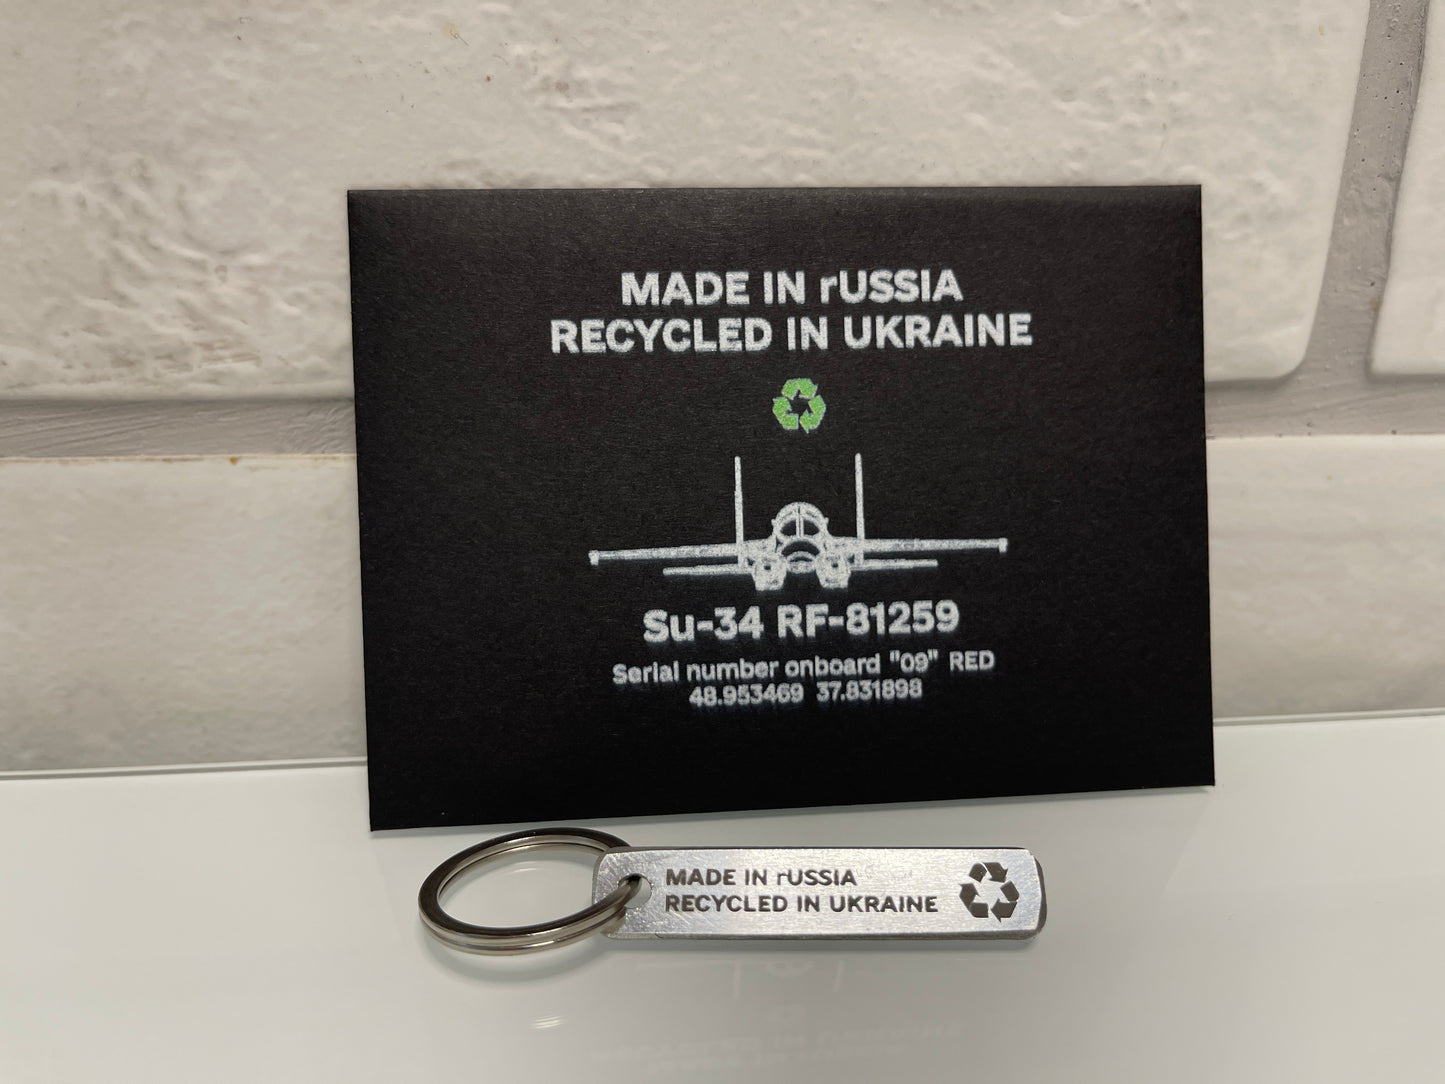 MADE IN rUSSIA
RECYCLED IN UKRAINE
Su-34 RF-81259
Serial number onboard "09" RED
48.953469 37.831898
MADE IN rUSSIA
RECYCLED IN UKRAINE